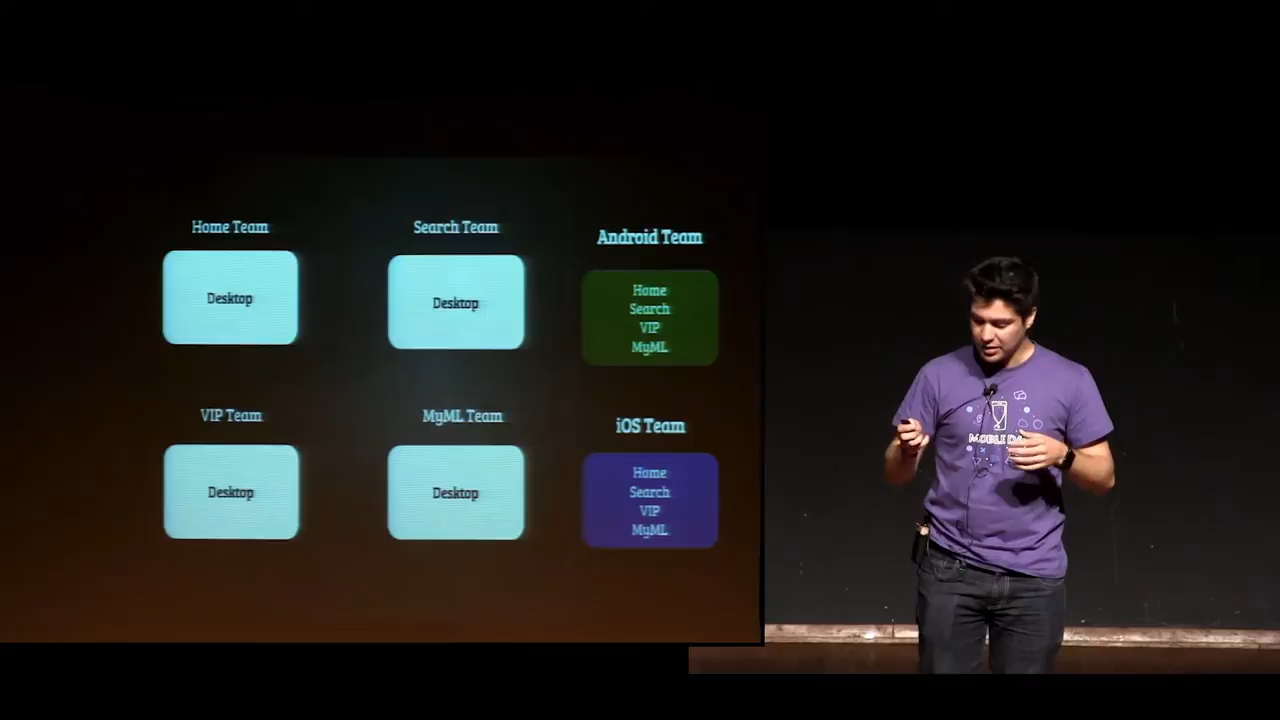 Home Team
Desktop
Search Team
Desktop
Android Team
Home
Search
VIP
MyML
VIP Team
Desktop
MyML Team
Desktop
iOS Team
Home
Search
VIP
MyML